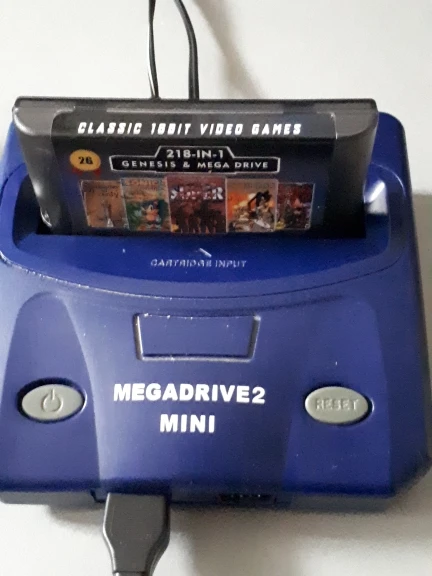 CLASSIC 16BIT VIDEO GAMES
218-IN-1
26
GENESIS & MEGA DRIVE
CARTRIDGE INPUT
MEGADRIVE2
MINI
RESET